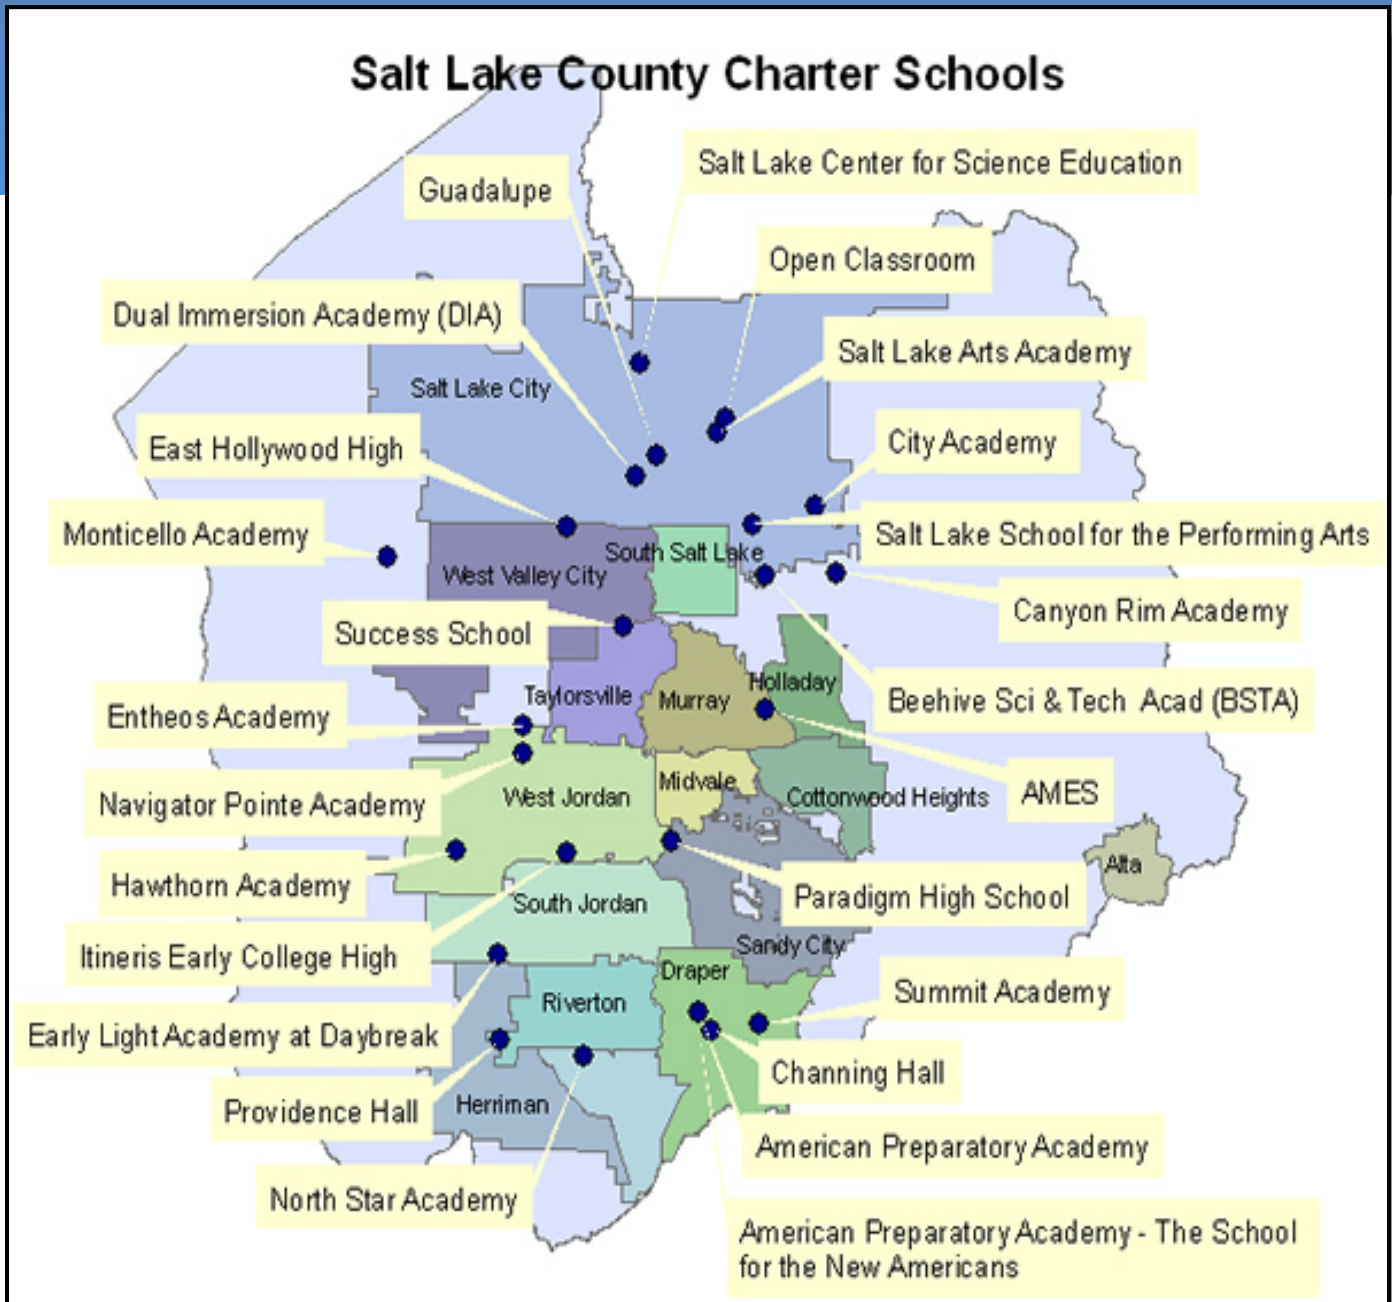 Salt Lake County Charter Schools
Salt Lake Center for Science Education
Guadalupe
Open Classroom
Dual Immersion Academy (DIA)
Salt Lake Arts Academy
Salt Lake City
East Hollywood High
City Academy
Monticello Academy
Salt Lake School for the Performing Arts
South Salt Lake
West Valley City
Canyon Rim Academy
Success School
Holladay
Taylorsville
Murray
Beehive Sci & Tech Acad (BSTA)
Entheos Academy
Midvale
AMES
Navigator Pointe Academy
West Jordan
Cottonwood Heights
Alta
Hawthorn Academy
Paradigm High School
South Jordan
Sandy City
Itineris Early College High
Draper
Summit Academy
Riverton
Early Light Academy at Daybreak
Channing Hall
Providence Hall
Herriman
American Preparatory Academy
North Star Academy
American Preparatory Academy - The School
for the New Americans